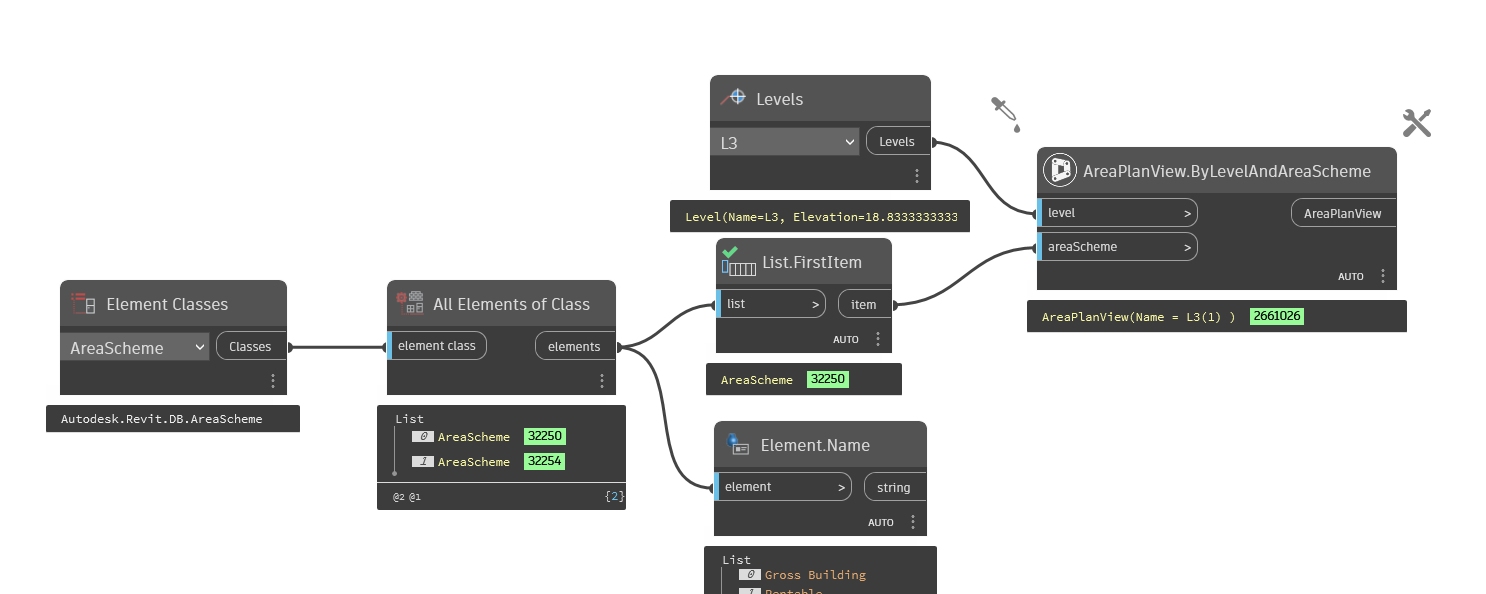 Levels
L3
Levels
Level(Name=L3, Elevation=18.8333333333
AreaPlanView.ByLevelAndAreaScheme
level >
AreaPlanView
areaScheme >
AUTO
AreaPlanView(Name = L3(1) ) 2661026
List.FirstItem
list >
item
AUTO
AreaScheme 32250
Element Classes
AreaScheme
Classes
Autodesk.Revit.DB.AreaScheme
All Elements of Class
element class
elements
List
0 AreaScheme 32250
1 AreaScheme 32254
@2 @1 {2}
Element.Name
element >
string
AUTO
List
0 Gross Building
1 Rentable